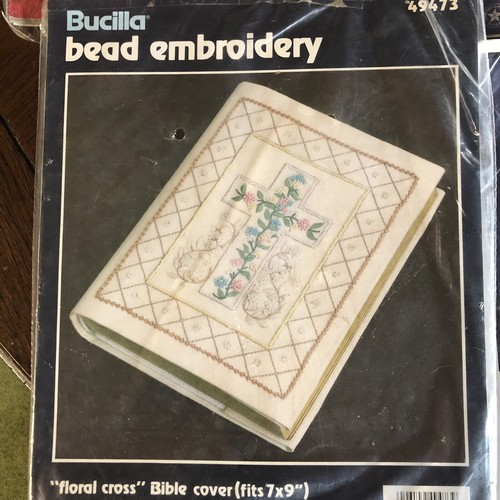 Bucilla®
49473
bead embroidery
"floral cross" Bible cover (fits 7x9")